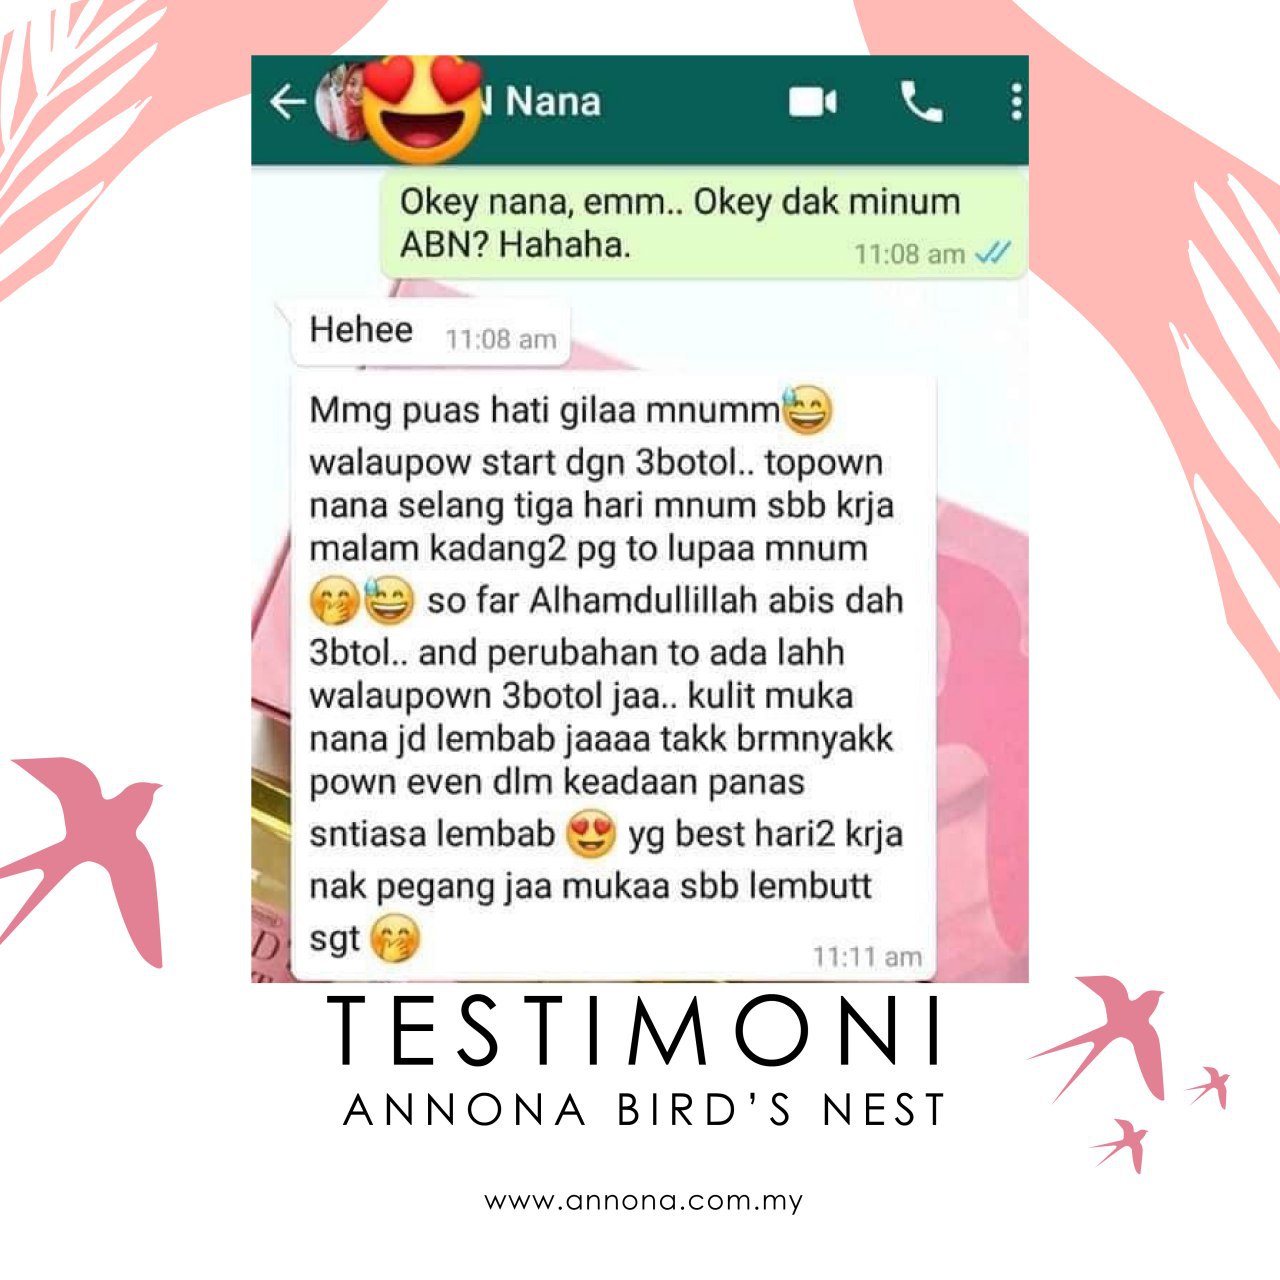 Nana
Okey nana, emm.. Okey dak minum
ABN? Hahaha.
11:08 am
Hehee
11:08 am
Mmg puas hati gilaa mnumm😅
walaupow start dgn 3botol.. topown
nana selang tiga hari mnum sbb krja
malam kadang2 pg to lupaa mnum
🤭😅 so far Alhamdullillah abis dah
3btol.. and perubahan to ada lahh
walaupown 3botol jaa.. kulit muka
nana jd lembab jaaaa takk brmnyakk
pown even dlm keadaan panas
sntiasa lembab 😍 yg best hari2 krja
nak pegang jaa mukaa sbb lembutt
sgt 🤭
11:11 am
TESTIMONI
ANNONA BIRD’S NEST
www.annona.com.my